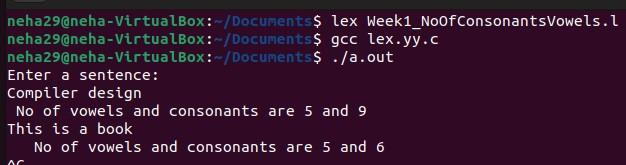 neha29@neha-VirtualBox:~/Documents$ lex Week1_NoOfConsonantsVowels.l
neha29@neha-VirtualBox:~/Documents$ gcc lex.yy.c
neha29@neha-VirtualBox:~/Documents$ ./a.out
Enter a sentence:
Compiler design
 No of vowels and consonants are 5 and 9
This is a book
   No of vowels and consonants are 5 and 6
^C